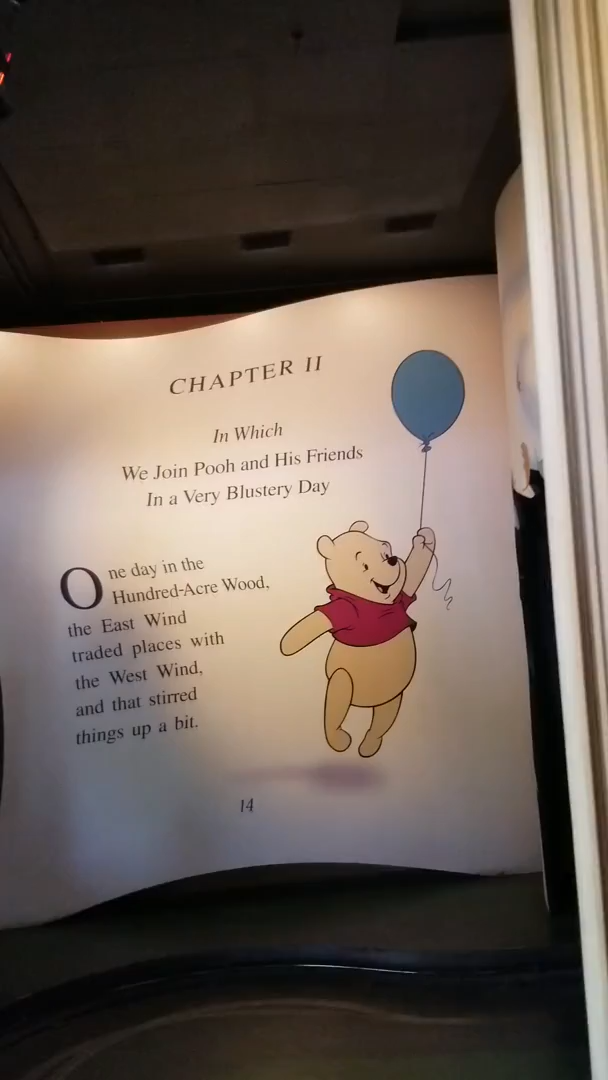 CHAPTER II
In Which
We Join Pooh and His Friends
In a Very Blustery Day
One day in the
Hundred-Acre Wood,
the East Wind
traded places with
the West Wind,
and that stirred
things up a bit.
14